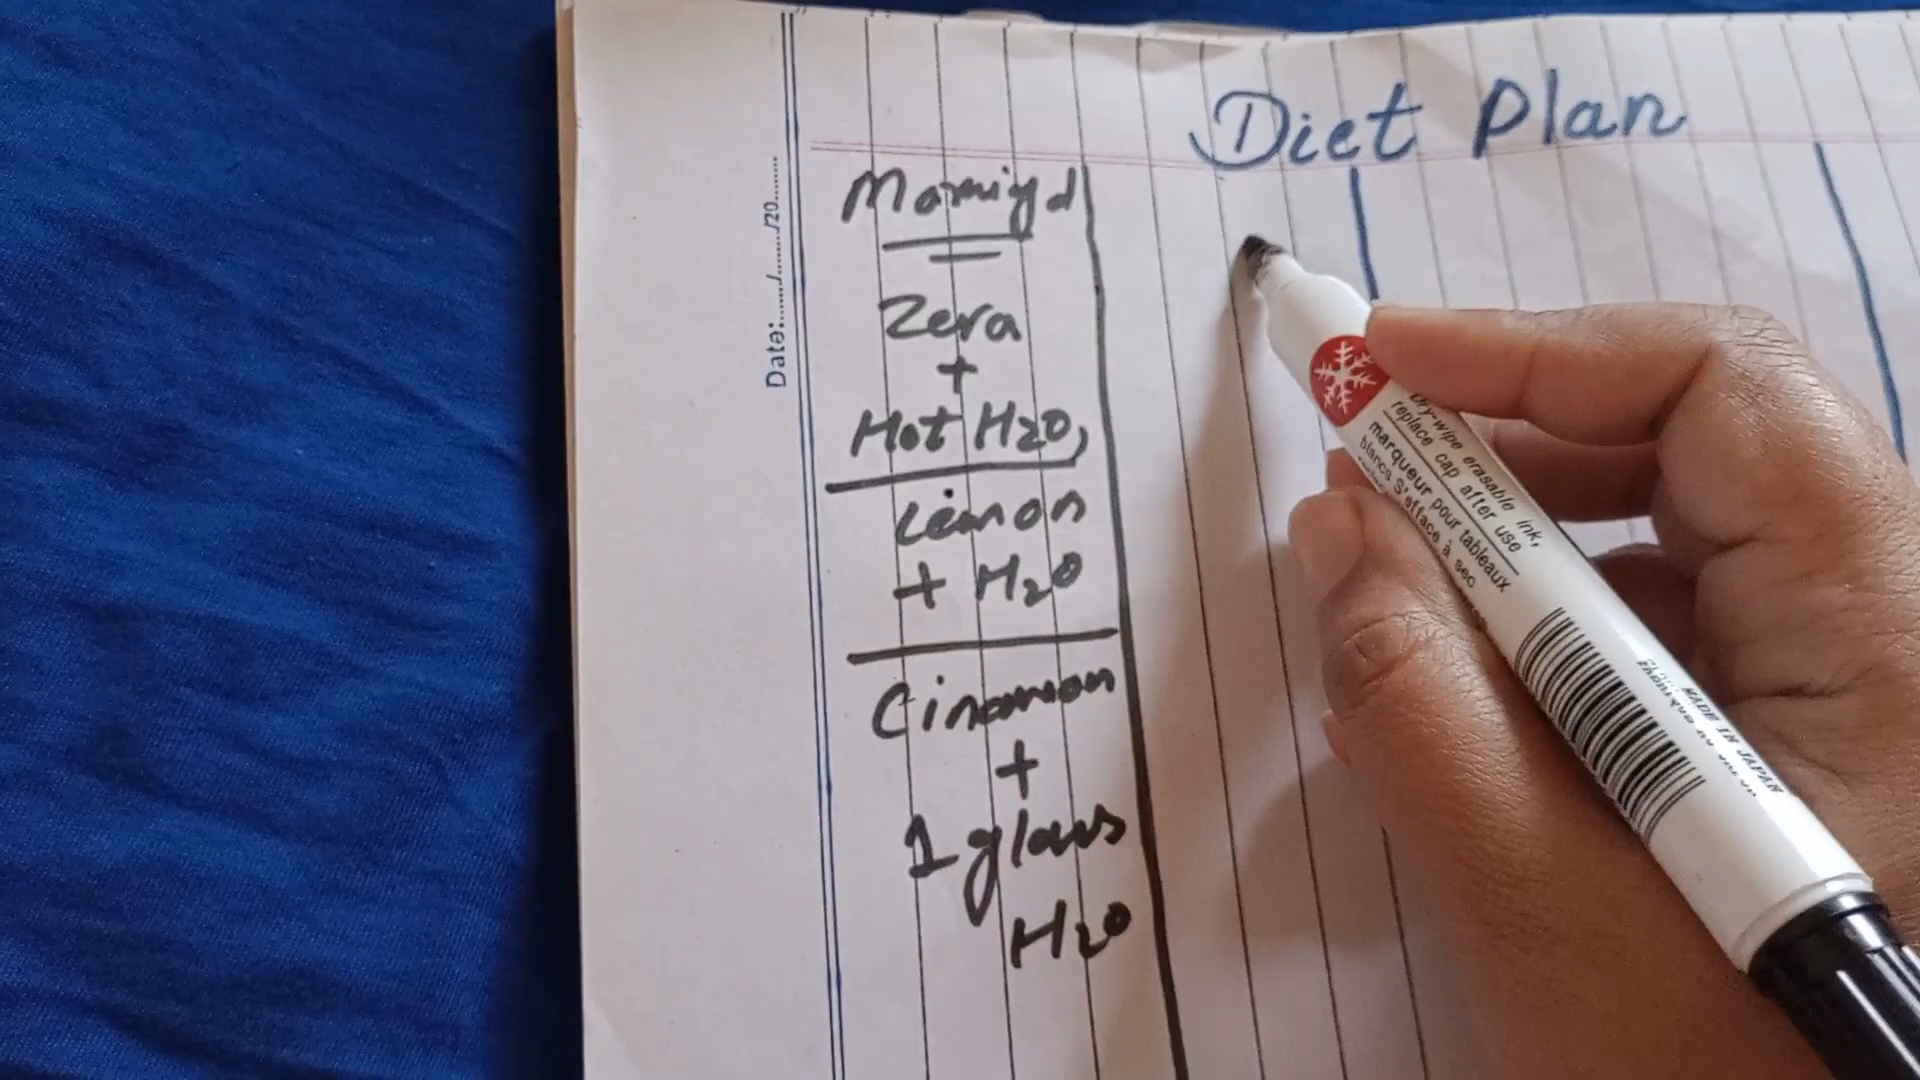 Diet Plan
Date:....../......../20.......
Zera
+
Hot H2O,
Lemon
+ H2O
Cinamon
+
1 glass
H2O
Dry-wipe erasable ink,
replace cap after use
marqueur pour tableaux
blancs S'efface à sec
MADE IN JAPAN